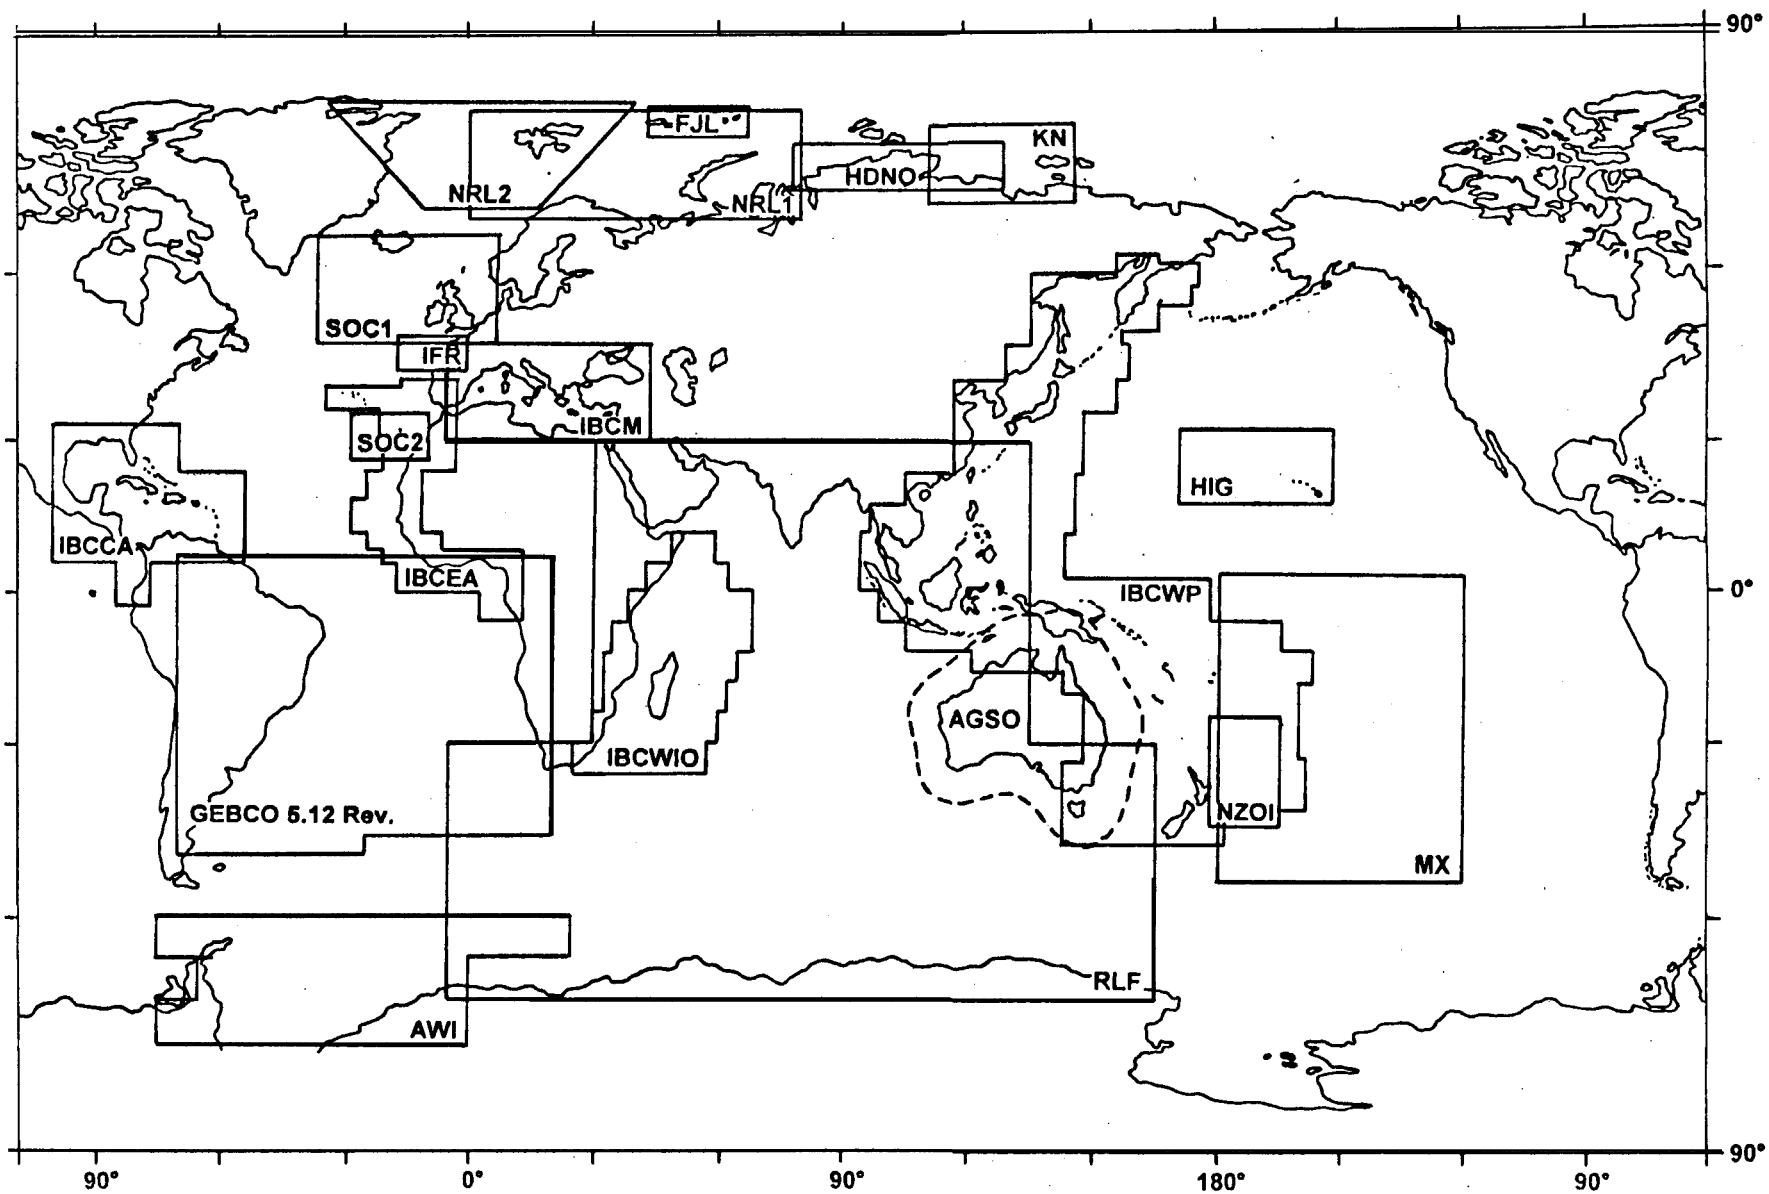 90°
FJL
KN
HDNO
NRL2
NRL1
SOC1
IFR
IBCM
SOC2
HIG
IBCCA
IBCEA
IBCWP
0°
AGSO
IBCWIO
GEBCO 5.12 Rev.
NZOI
MX
RLF
AWI
90°
90° 0° 90° 180° 90°